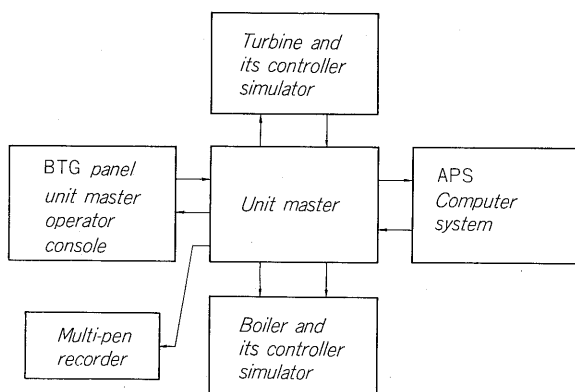 Turbine and
its controller
simulator
BTG panel
unit master
operator
console
Unit master
APS
Computer
system
Multi-pen
recorder
Boiler and
its controller
simulator